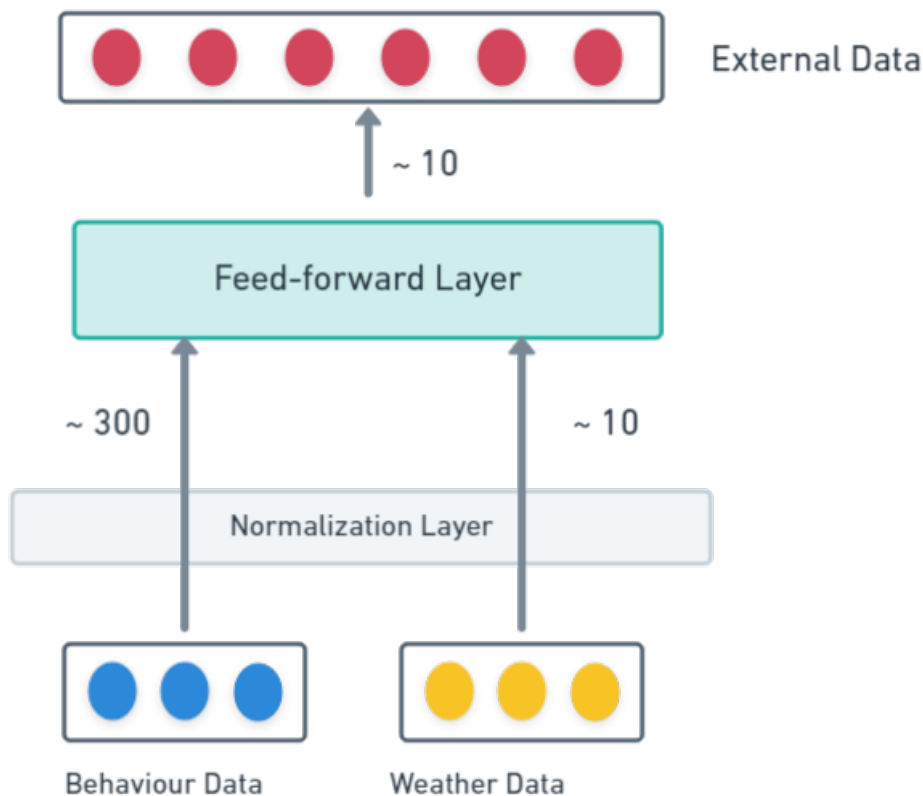 External Data
~ 10
Feed-forward Layer
~ 300
~ 10
Normalization Layer
Behaviour Data
Weather Data